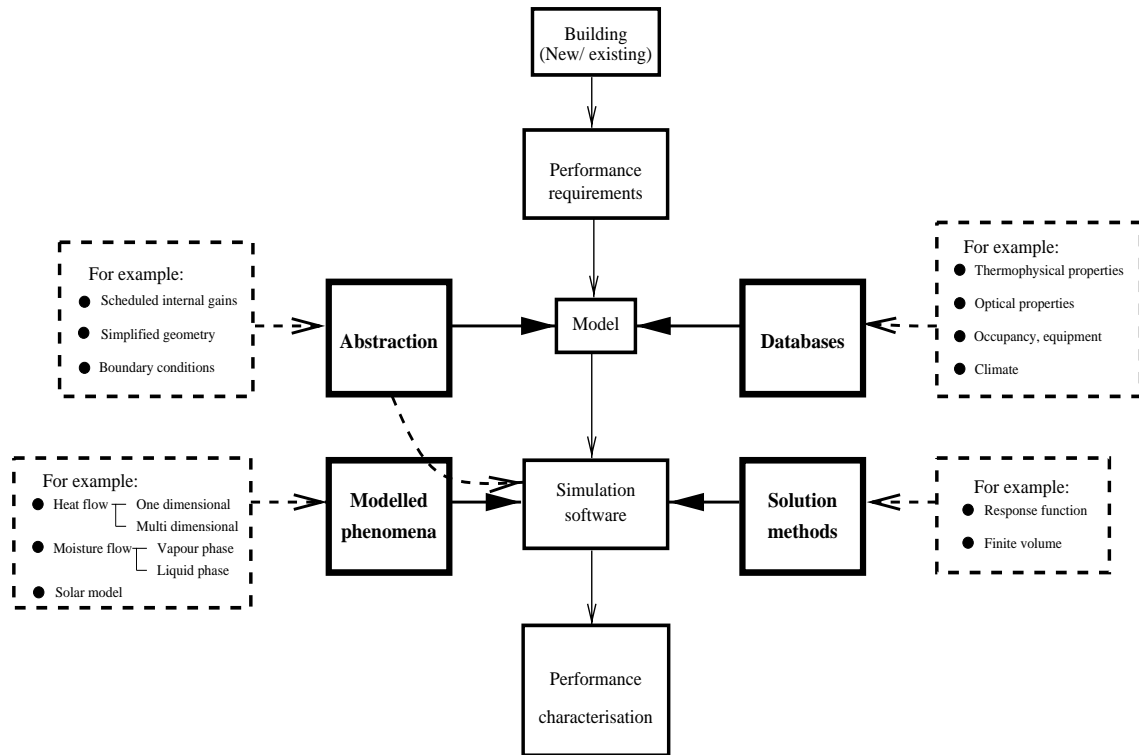 Building
(New/ existing)
Performance
requirements
For example:
Scheduled internal gains
Simplified geometry
Boundary conditions
Abstraction
Model
Databases
For example:
Thermophysical properties
Optical properties
Occupancy, equipment
Climate
For example:
Heat flow
One dimensional
Multi dimensional
Moisture flow
Vapour phase
Liquid phase
Solar model
Modelled
phenomena
Simulation
software
Solution
methods
For example:
Response function
Finite volume
Performance
characterisation